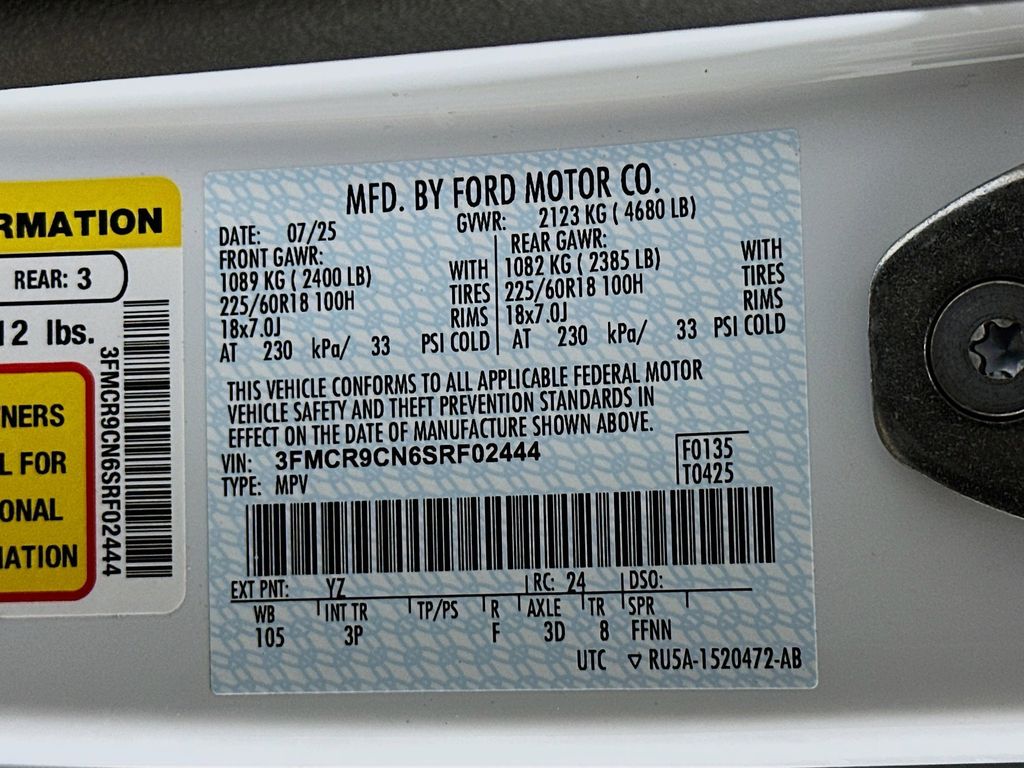 RMATION
REAR: 3
12 lbs.
NERS
L FOR
ONAL
MATION
3FMCR9CN6SRF02444
MFD. BY FORD MOTOR CO.
DATE: 07/25 GVWR: 2123 KG ( 4680 LB)
FRONT GAWR: REAR GAWR:
1089 KG ( 2400 LB) WITH 1082 KG ( 2385 LB) WITH
225/60R18 100H TIRES 225/60R18 100H TIRES
18x7.0J RIMS 18x7.0J RIMS
AT 230 kPa/ 33 PSI COLD AT 230 kPa/ 33 PSI COLD
THIS VEHICLE CONFORMS TO ALL APPLICABLE FEDERAL MOTOR
VEHICLE SAFETY AND THEFT PREVENTION STANDARDS IN
EFFECT ON THE DATE OF MANUFACTURE SHOWN ABOVE.
VIN: 3FMCR9CN6SRF02444 F0135
TYPE: MPV T0425
EXT PNT: YZ RC: 24 DSO:
WB INT TR TP/PS R AXLE TR SPR
105 3P F 3D 8 FFNN
UTC ▽ RU5A-1520472-AB